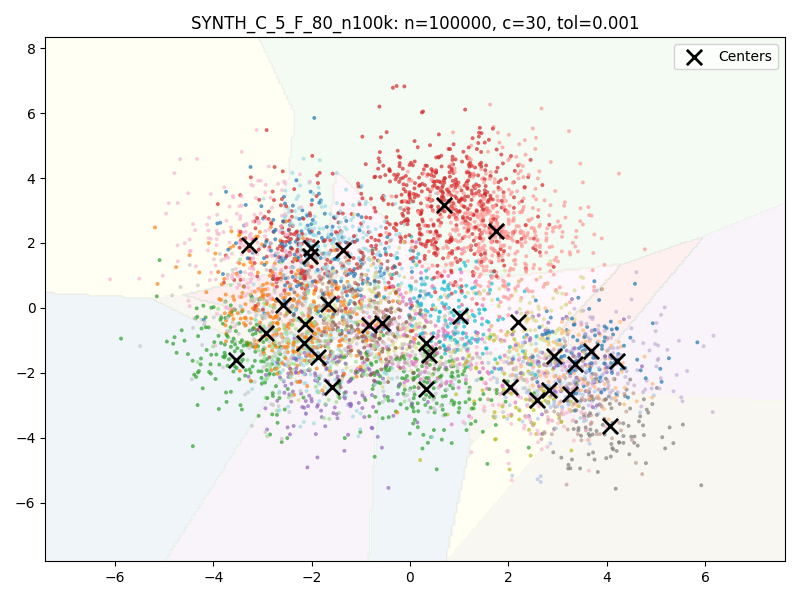 SYNTH_C_5_F_80_n100k: n=100000, c=30, tol=0.001
Centers
8
6
4
2
0
−2
−4
−6
−6 −4 −2 0 2 4 6